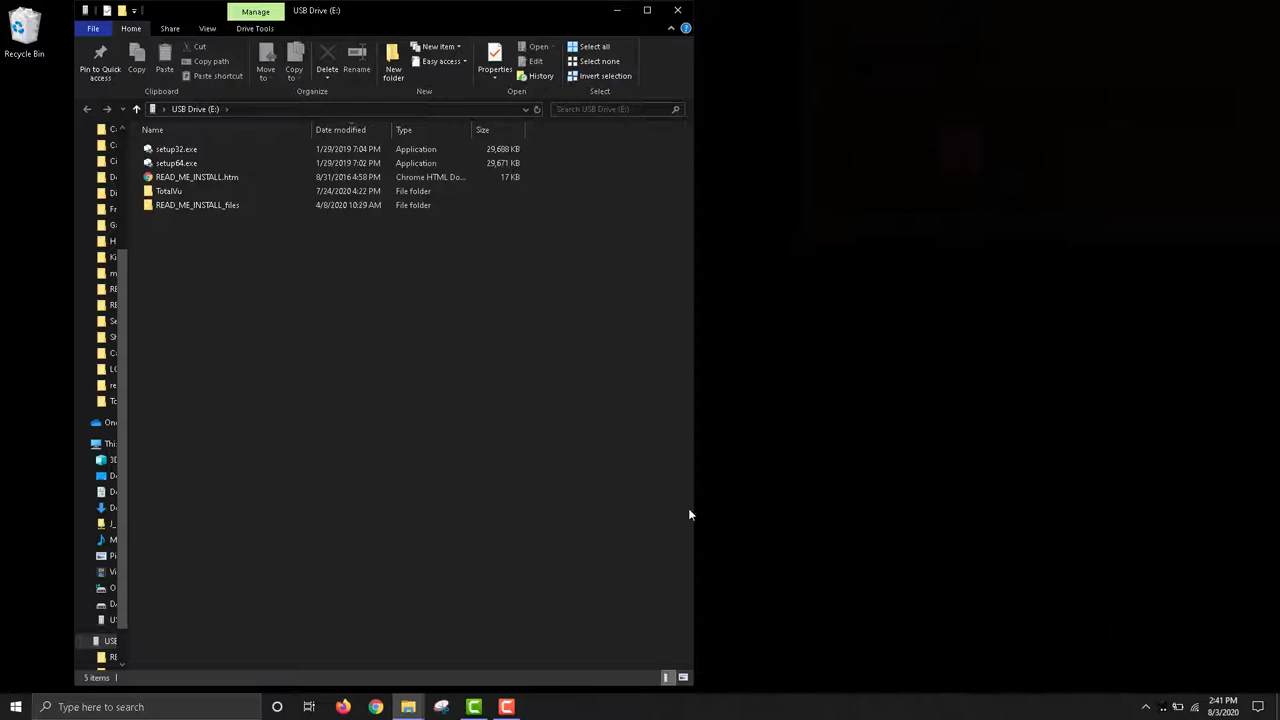 Manage
USB Drive (E:)
File
Home
Share
View
Drive Tools
Recycle Bin
Pin to Quick access
Copy
Paste
Cut
Copy path
Paste shortcut
Clipboard
Move to
Copy to
Delete
Rename
Organize
New folder
New item
Easy access
New
Properties
Open
Edit
History
Open
Select all
Select none
Invert selection
Select
USB Drive (E:)
Search USB Drive (E:)
Name
Date modified
Type
Size
setup32.exe 1/29/2019 7:04 PM Application 29,688 KB
setup64.exe 1/29/2019 7:02 PM Application 29,671 KB
READ_ME_INSTALL.htm 8/31/2016 4:58 PM Chrome HTML Do... 17 KB
TotalVu 7/24/2020 4:22 PM File folder
READ_ME_INSTALL_files 4/8/2020 10:29 AM File folder
5 items
Type here to search
2:41 PM
8/3/2020